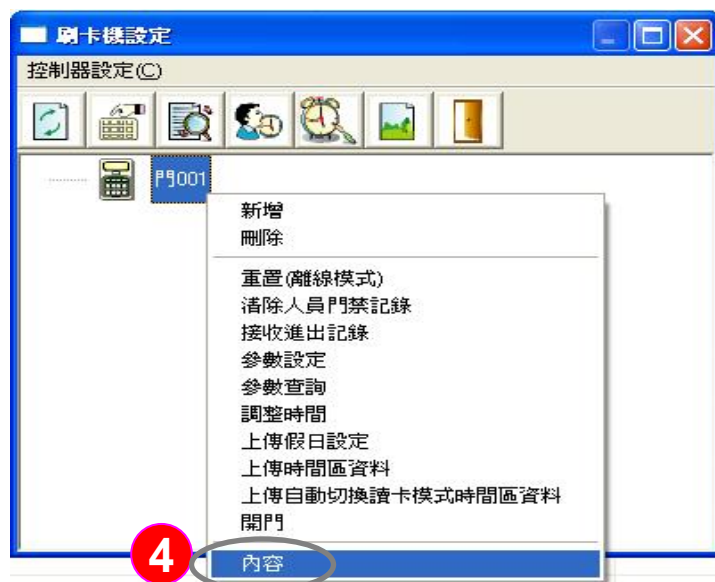 刷卡機設定
控制器設定(C)
門001
新增
刪除
重置(離線模式)
清除人員門禁記錄
接收進出記錄
參數設定
參數查詢
調整時間
上傳假日設定
上傳時間區資料
上傳自動切換讀卡模式時間區資料
開門
4
內容